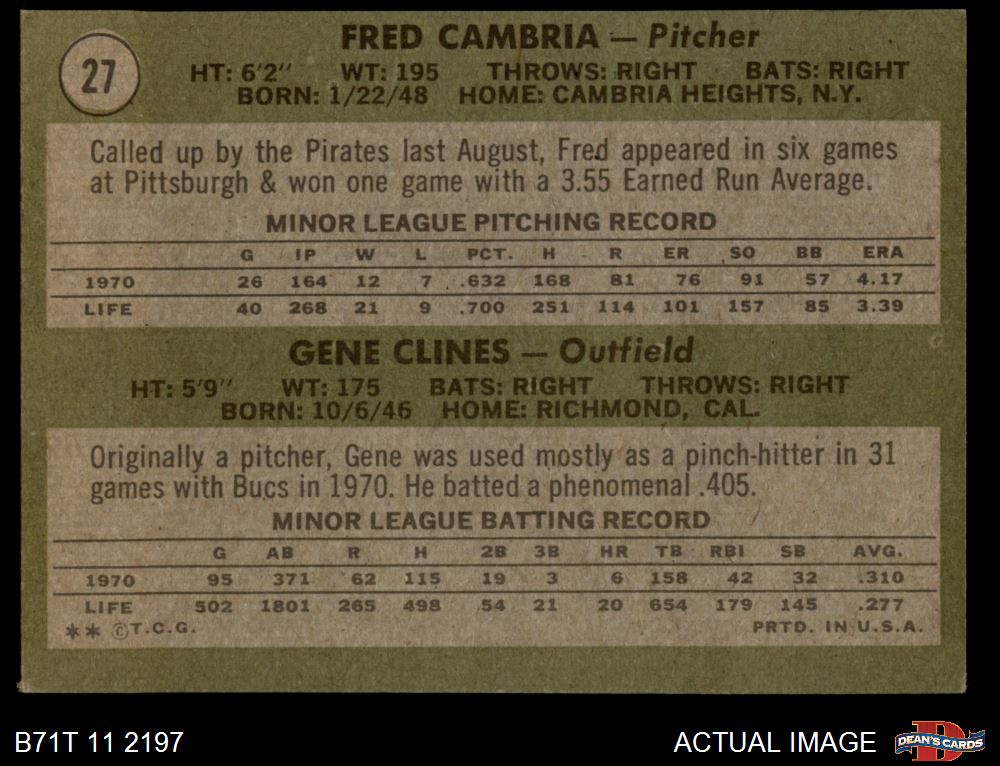 27
FRED CAMBRIA — Pitcher
HT: 6'2" WT: 195 THROWS: RIGHT BATS: RIGHT
BORN: 1/22/48 HOME: CAMBRIA HEIGHTS, N.Y.
Called up by the Pirates last August, Fred appeared in six games
at Pittsburgh & won one game with a 3.55 Earned Run Average.
MINOR LEAGUE PITCHING RECORD
G IP W L PCT. H R ER SO BB ERA
1970 26 164 12 7 .632 168 81 76 91 57 4.17
LIFE 40 268 21 9 .700 251 114 101 157 85 3.39
GENE CLINES — Outfield
HT: 5'9" WT: 175 BATS: RIGHT THROWS: RIGHT
BORN: 10/6/46 HOME: RICHMOND, CAL.
Originally a pitcher, Gene was used mostly as a pinch-hitter in 31
games with Bucs in 1970. He batted a phenomenal .405.
MINOR LEAGUE BATTING RECORD
G AB R H 2B 3B HR TB RBI SB AVG.
1970 95 371 62 115 19 3 6 158 42 32 .310
LIFE 502 1801 265 498 54 21 20 654 179 145 .277
** ©T.C.G. PRTD. IN U.S.A.
B71T 11 2197 ACTUAL IMAGE DEAN'S CARDS